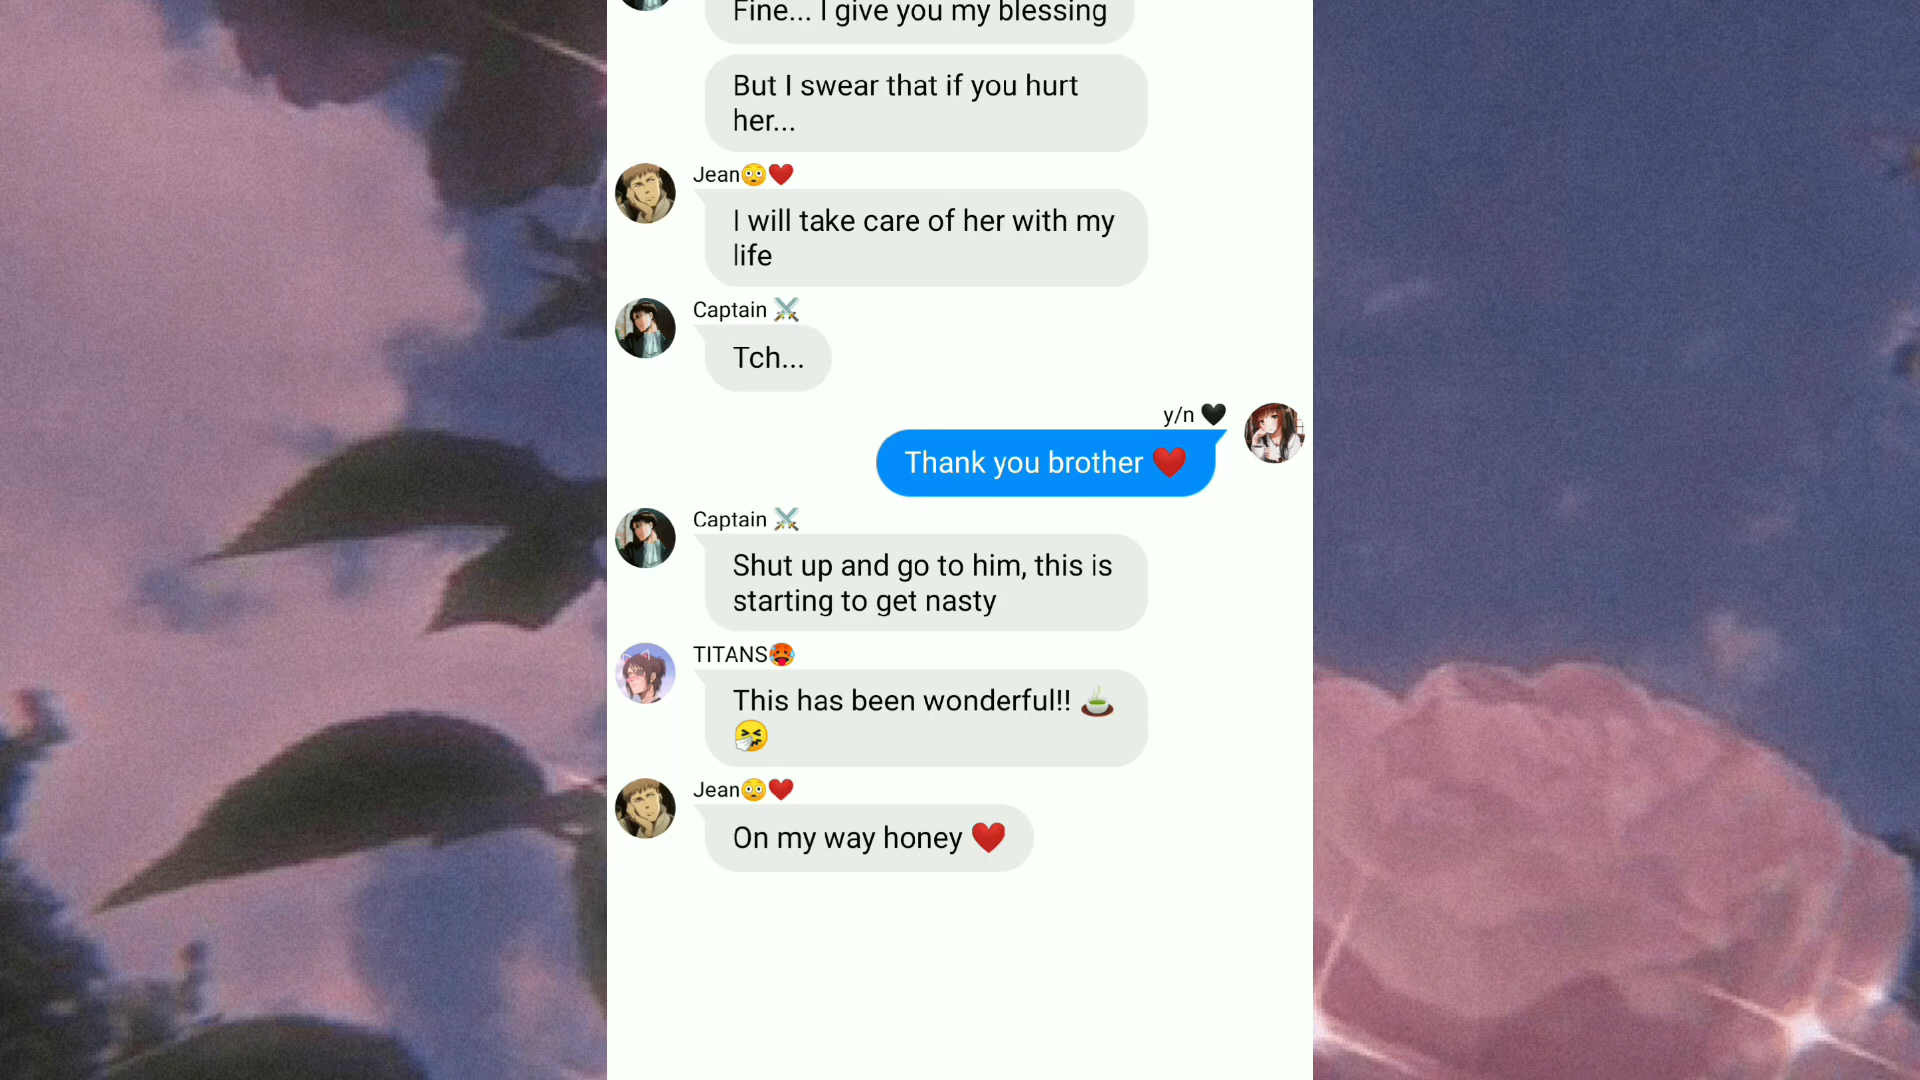 Fine... I give you my blessing
But I swear that if you hurt
her...
Jean😳❤️
I will take care of her with my
life
Captain ⚔️
Tch...
y/n 🖤
Thank you brother ❤️
Captain ⚔️
Shut up and go to him, this is
starting to get nasty
TITANS🥵
This has been wonderful!! 🍵
🤧
Jean😳❤️
On my way honey ❤️